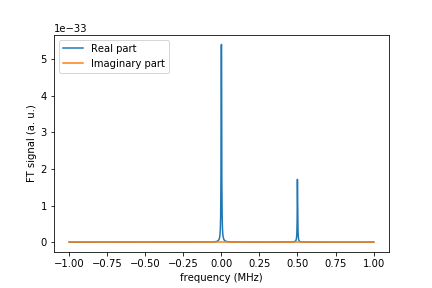 1e−33
Real part
Imaginary part
5
4
3
2
1
0
FT signal (a. u.)
−1.00 −0.75 −0.50 −0.25 0.00 0.25 0.50 0.75 1.00
frequency (MHz)